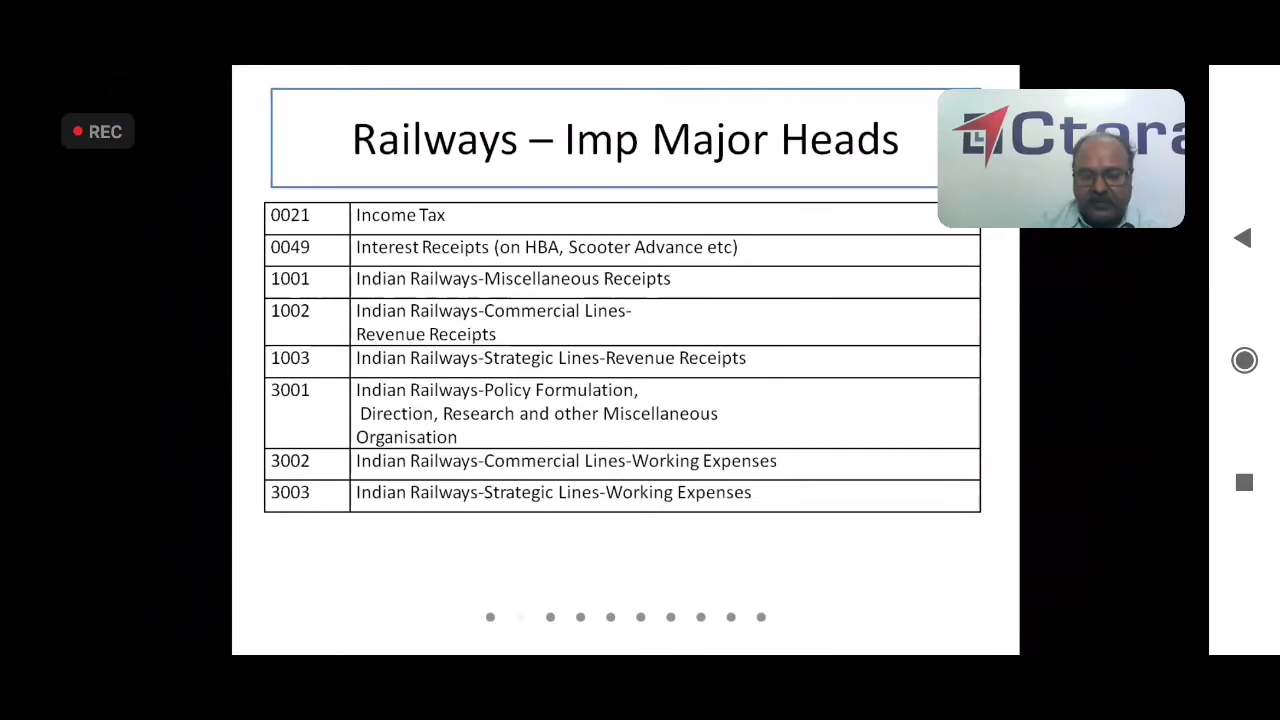 REC
Railways – Imp Major Heads
0021 Income Tax
0049 Interest Receipts (on HBA, Scooter Advance etc)
1001 Indian Railways-Miscellaneous Receipts
1002 Indian Railways-Commercial Lines-
Revenue Receipts
1003 Indian Railways-Strategic Lines-Revenue Receipts
3001 Indian Railways-Policy Formulation,
Direction, Research and other Miscellaneous
Organisation
3002 Indian Railways-Commercial Lines-Working Expenses
3003 Indian Railways-Strategic Lines-Working Expenses